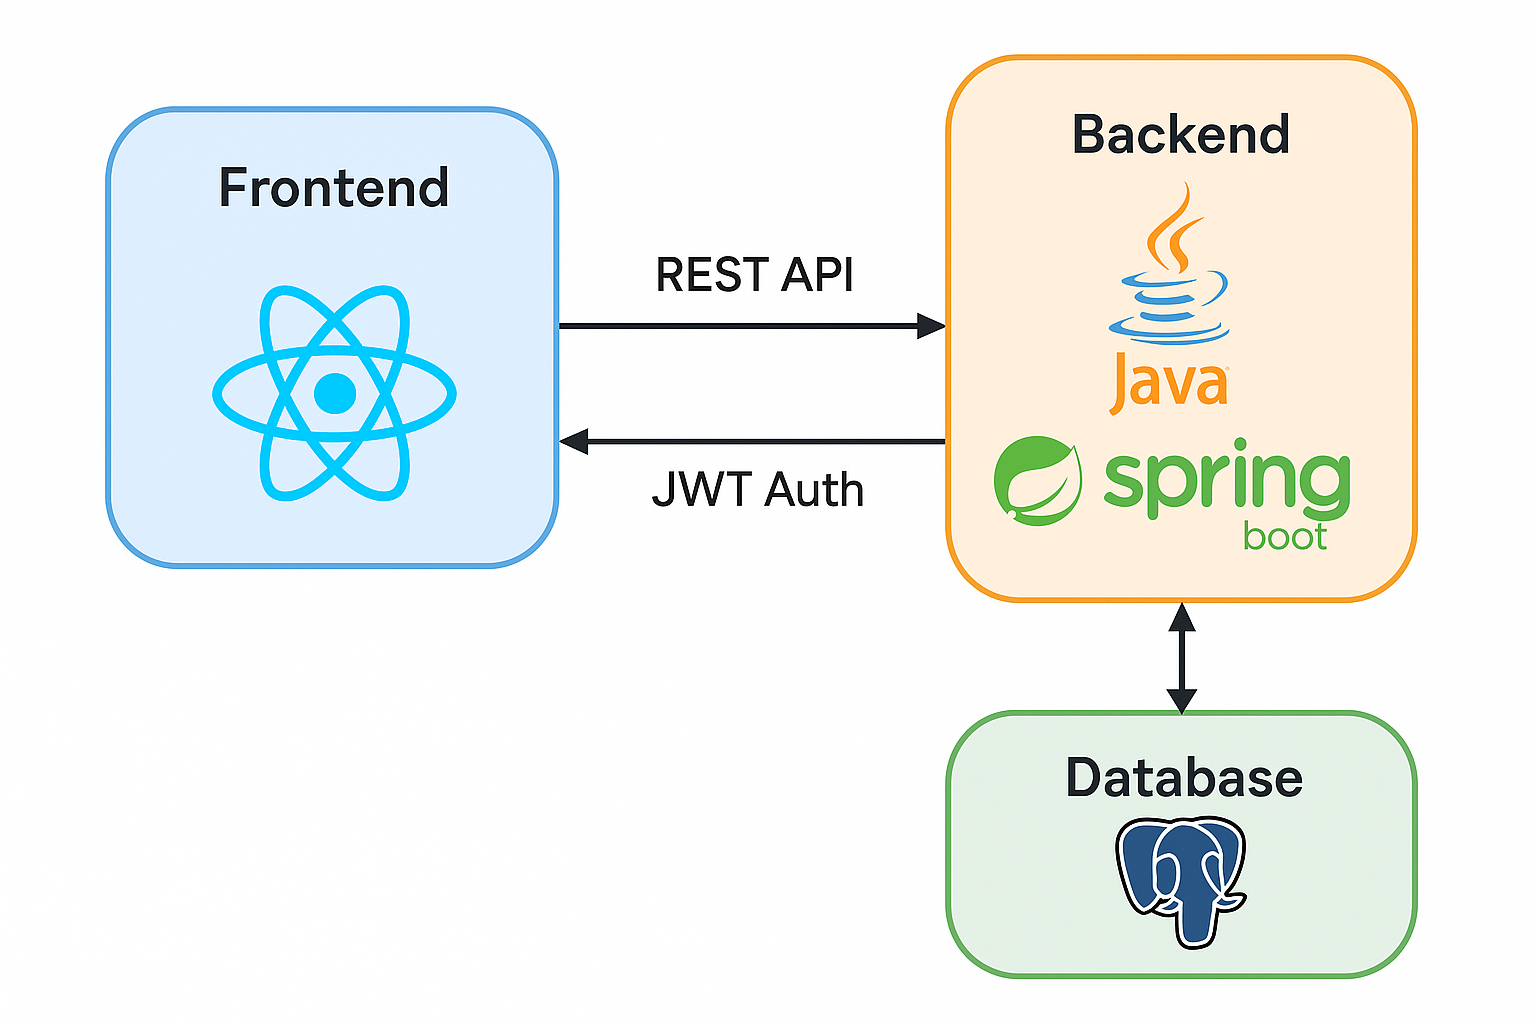 Frontend
REST API
JWT Auth
Backend
Java
spring
boot
Database